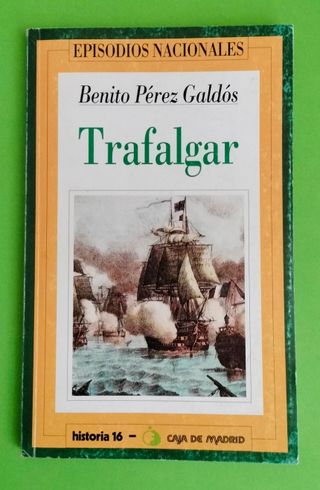 EPISODIOS NACIONALES
Benito Pérez Galdós
Trafalgar
historia 16 – CAJA DE MADRID